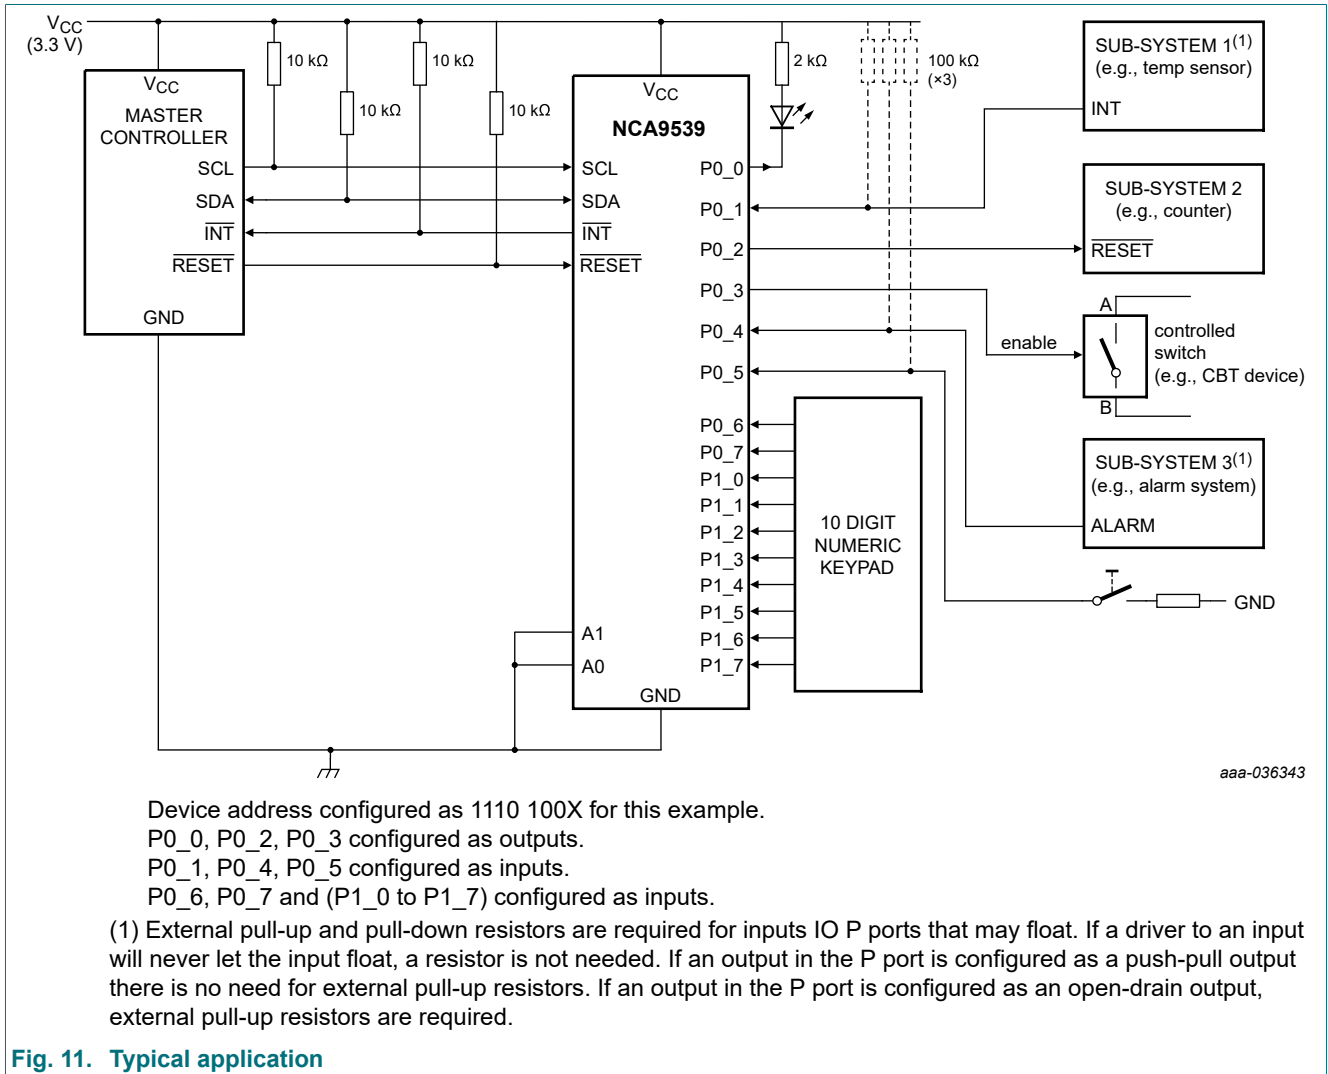 VCC
(3.3 V)
10 kΩ
10 kΩ
10 kΩ
10 kΩ
2 kΩ
100 kΩ
(×3)
VCC
MASTER
CONTROLLER
SCL
SDA
INT
RESET
GND
VCC
NCA9539
SCL
SDA
INT
RESET
A1
A0
GND
P0_0
P0_1
P0_2
P0_3
P0_4
P0_5
P0_6
P0_7
P1_0
P1_1
P1_2
P1_3
P1_4
P1_5
P1_6
P1_7
10 DIGIT
NUMERIC
KEYPAD
SUB-SYSTEM 1(1)
(e.g., temp sensor)
INT
SUB-SYSTEM 2
(e.g., counter)
RESET
A
enable
controlled
switch
(e.g., CBT device)
B
SUB-SYSTEM 3(1)
(e.g., alarm system)
ALARM
GND
aaa-036343
Device address configured as 1110 100X for this example.
P0_0, P0_2, P0_3 configured as outputs.
P0_1, P0_4, P0_5 configured as inputs.
P0_6, P0_7 and (P1_0 to P1_7) configured as inputs.
(1) External pull-up and pull-down resistors are required for inputs IO P ports that may float. If a driver to an input
will never let the input float, a resistor is not needed. If an output in the P port is configured as a push-pull output
there is no need for external pull-up resistors. If an output in the P port is configured as an open-drain output,
external pull-up resistors are required.
Fig. 11. Typical application